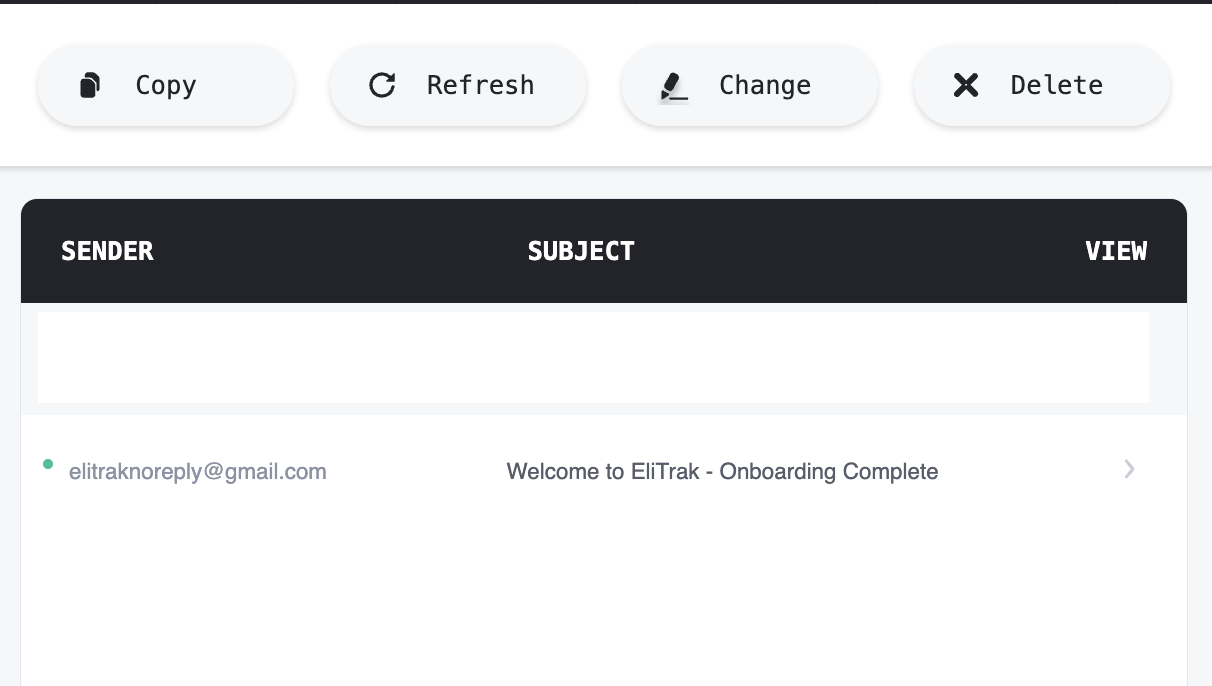 Copy Refresh Change Delete
SENDER SUBJECT VIEW
elitraknoreply@gmail.com Welcome to EliTrak - Onboarding Complete